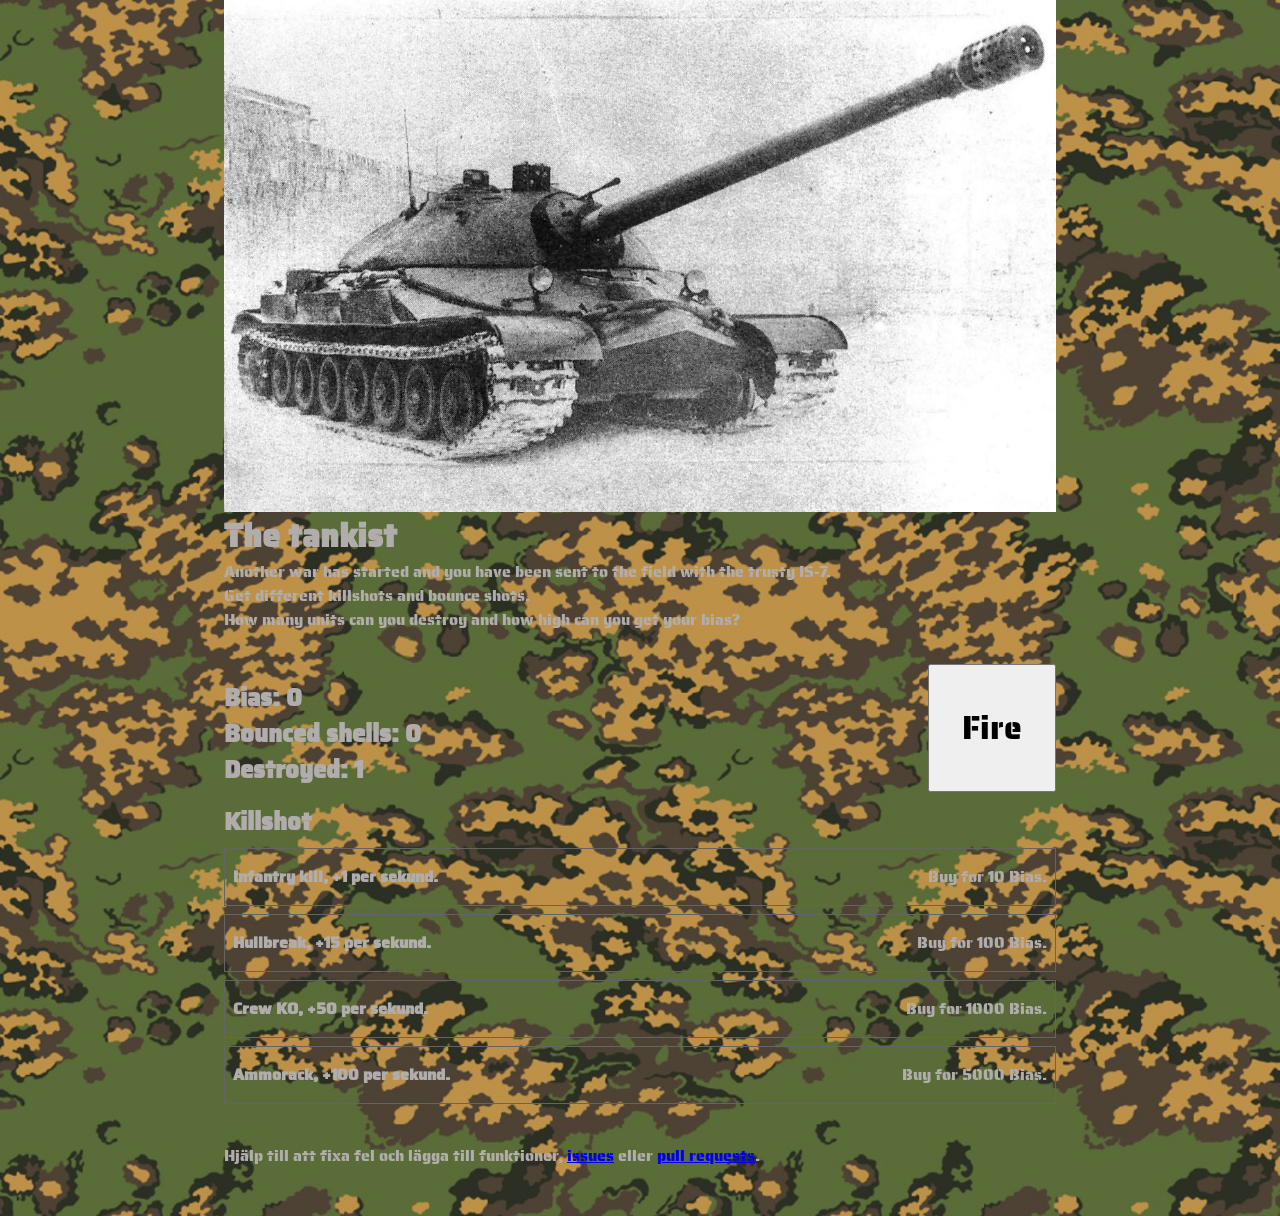 The tankist
Another war has started and you have been sent to the field with the trusty IS-7.
Get different killshots and bounce shots.
How many units can you destroy and how high can you get your bias?
Bias: 0
Bounced shells: 0
Destroyed: 1
Fire
Killshot
Infantry kill, +1 per sekund.
Buy for 10 Bias.
Hullbreak, +15 per sekund.
Buy for 100 Bias.
Crew KO, +50 per sekund.
Buy for 1000 Bias.
Ammorack, +100 per sekund.
Buy for 5000 Bias.
Hjälp till att fixa fel och lägga till funktioner, issues eller pull requests.